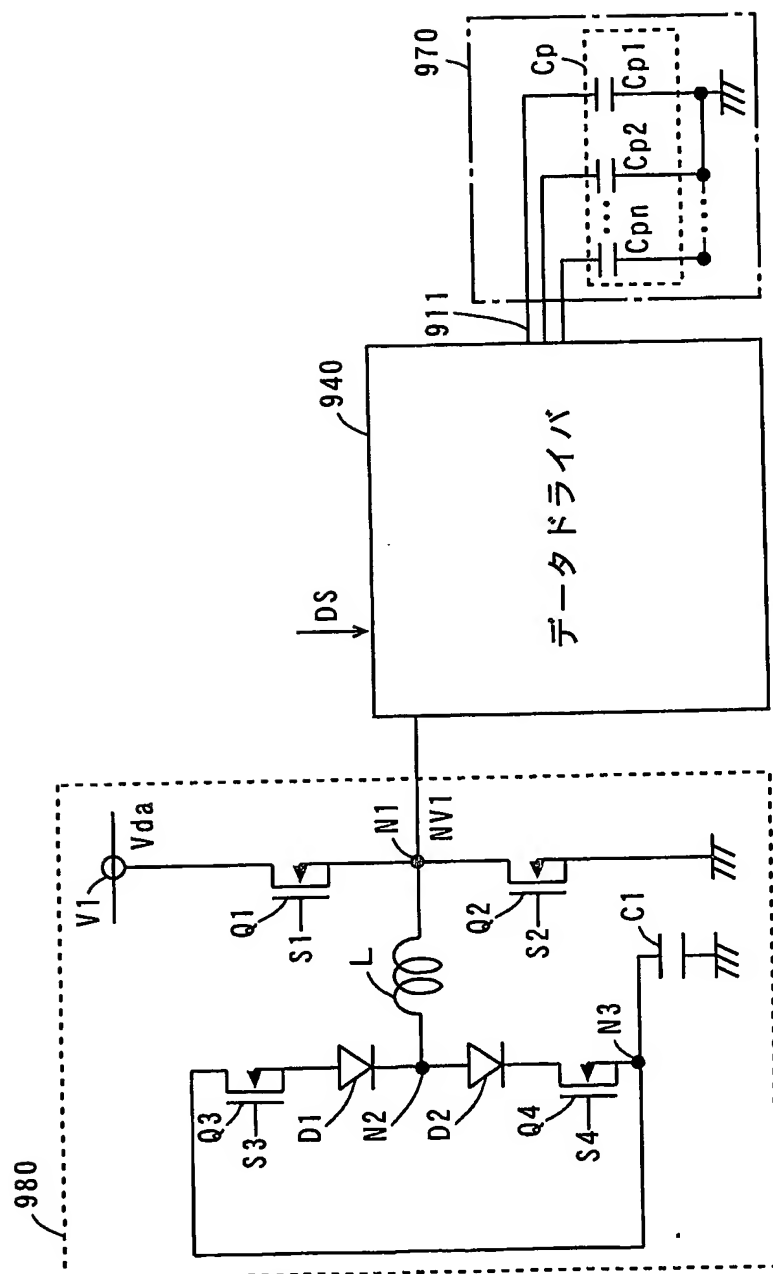 980
V1
Vda
Q1
S1
N1
NV1
Q2
S2
L
Q3
S3
D1
N2
D2
Q4
S4
N3
C1
DS
940
データドライバ
911
970
Cp
Cp1
Cp2
Cpn